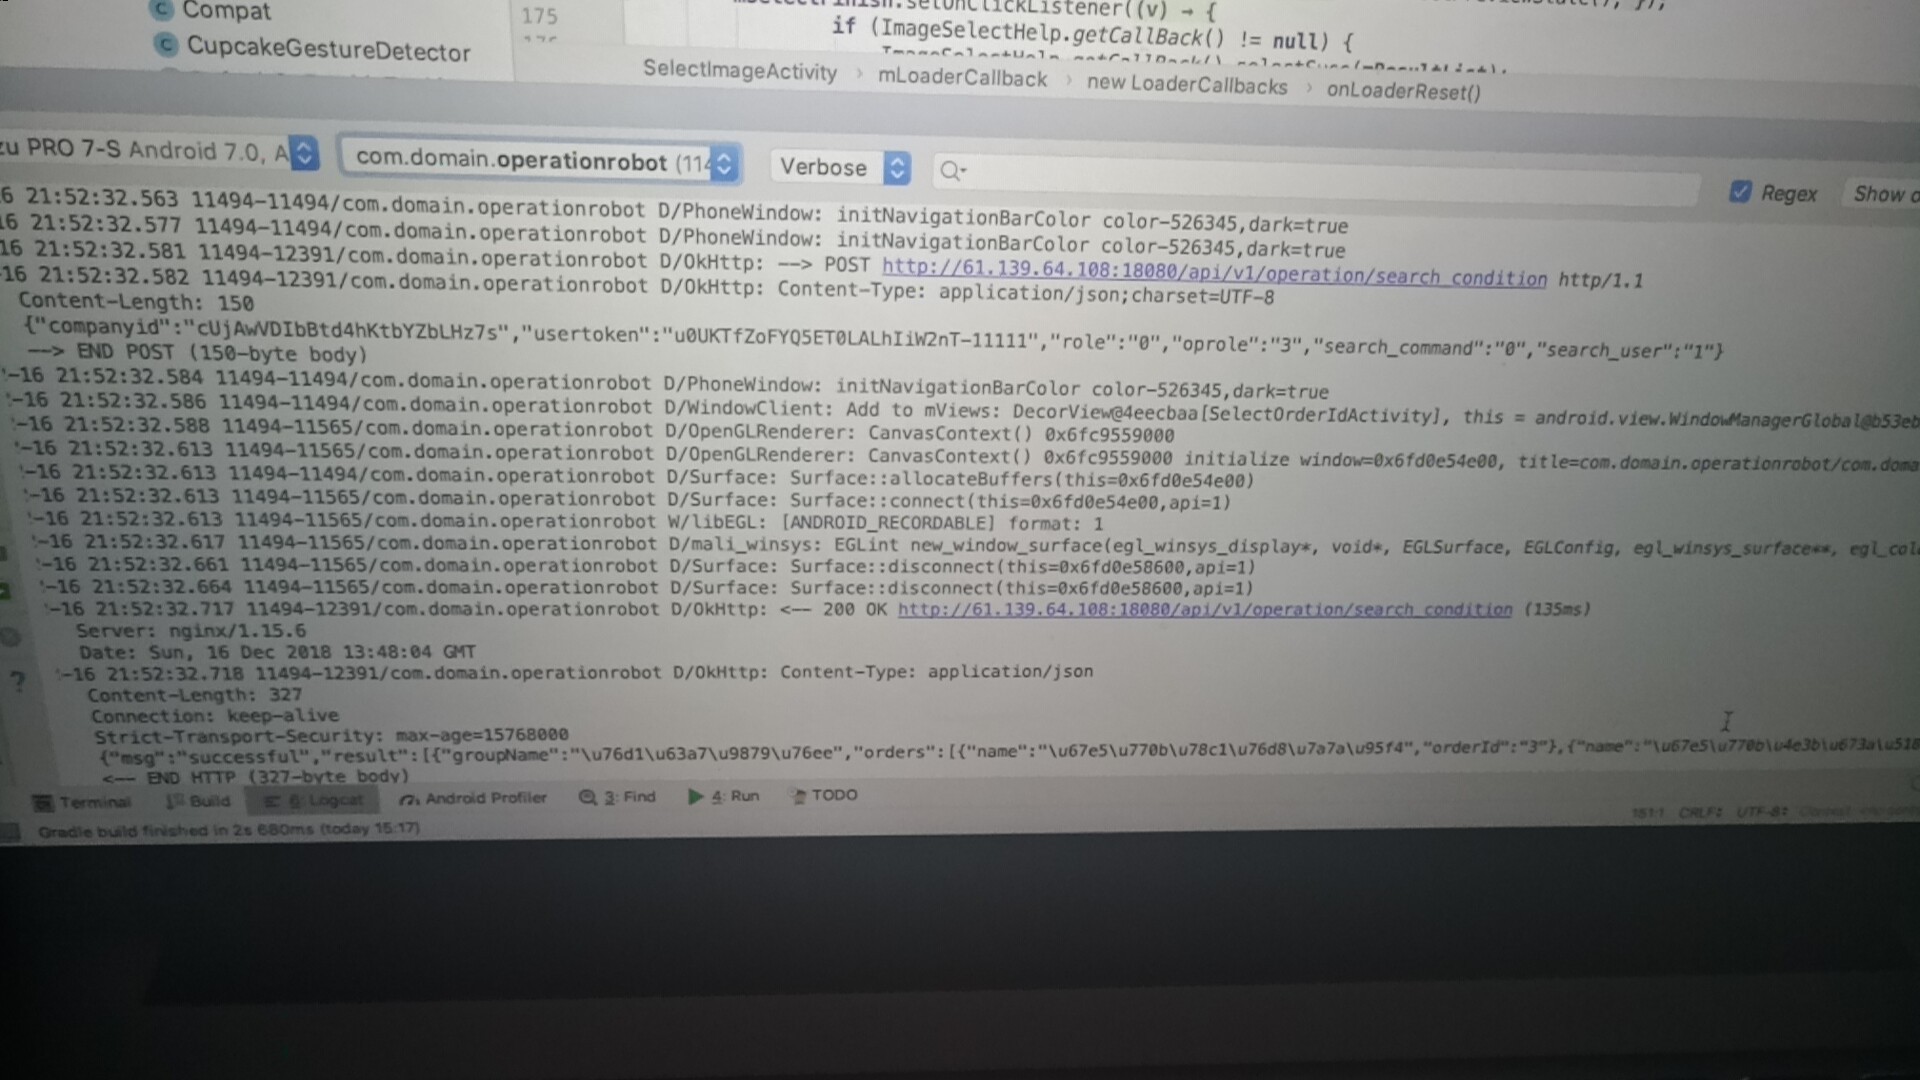 Compat
175
if (ImageSelectHelp.getCallBack() != null) {
CupcakeGestureDetector
SelectImageActivity › mLoaderCallback › new LoaderCallbacks › onLoaderReset()
zu PRO 7-S Android 7.0, A
com.domain.operationrobot (114
Verbose
Regex
Show o
6 21:52:32.563 11494-11494/com.domain.operationrobot D/PhoneWindow: initNavigationBarColor color-526345,dark=true
16 21:52:32.577 11494-11494/com.domain.operationrobot D/PhoneWindow: initNavigationBarColor color-526345,dark=true
16 21:52:32.581 11494-12391/com.domain.operationrobot D/OkHttp: --> POST http://61.139.64.108:18080/api/v1/operation/search_condition http/1.1
-16 21:52:32.582 11494-12391/com.domain.operationrobot D/OkHttp: Content-Type: application/json;charset=UTF-8
Content-Length: 150
{"companyid":"cUjAwVDIbBtd4hKtbYZbLHz7s","usertoken":"u0UKTfZoFYQ5ET0LALhIiW2nT-11111","role":"0","oprole":"3","search_command":"0","search_user":"1"}
--> END POST (150-byte body)
-16 21:52:32.584 11494-11494/com.domain.operationrobot D/PhoneWindow: initNavigationBarColor color-526345,dark=true
-16 21:52:32.586 11494-11494/com.domain.operationrobot D/WindowClient: Add to mViews: DecorView@4eecbaa[SelectOrderIdActivity], this = android.view.WindowManagerGlobal@b53eb
-16 21:52:32.588 11494-11565/com.domain.operationrobot D/OpenGLRenderer: CanvasContext() 0x6fc9559000
-16 21:52:32.613 11494-11565/com.domain.operationrobot D/OpenGLRenderer: CanvasContext() 0x6fc9559000 initialize window=0x6fd0e54e00, title=com.domain.operationrobot/com.doma
-16 21:52:32.613 11494-11494/com.domain.operationrobot D/Surface: Surface::allocateBuffers(this=0x6fd0e54e00)
-16 21:52:32.613 11494-11565/com.domain.operationrobot D/Surface: Surface::connect(this=0x6fd0e54e00,api=1)
-16 21:52:32.613 11494-11565/com.domain.operationrobot W/libEGL: [ANDROID_RECORDABLE] format: 1
-16 21:52:32.617 11494-11565/com.domain.operationrobot D/mali_winsys: EGLint new_window_surface(egl_winsys_display*, void*, EGLSurface, EGLConfig, egl_winsys_surface**, egl_col
-16 21:52:32.661 11494-11565/com.domain.operationrobot D/Surface: Surface::disconnect(this=0x6fd0e58600,api=1)
-16 21:52:32.664 11494-11565/com.domain.operationrobot D/Surface: Surface::disconnect(this=0x6fd0e58600,api=1)
-16 21:52:32.717 11494-12391/com.domain.operationrobot D/OkHttp: <-- 200 OK http://61.139.64.108:18080/api/v1/operation/search_condition (135ms)
Server: nginx/1.15.6
Date: Sun, 16 Dec 2018 13:48:04 GMT
-16 21:52:32.718 11494-12391/com.domain.operationrobot D/OkHttp: Content-Type: application/json
Content-Length: 327
Connection: keep-alive
Strict-Transport-Security: max-age=15768000
{"msg":"successful","result":[{"groupName":"\u76d1\u63a7\u9879\u76ee","orders":[{"name":"\u67e5\u770b\u78c1\u76d8\u7a7a\u95f4","orderId":"3"},{"name":"\u67e5\u770b\u4e3b\u673a\u518
<-- END HTTP (327-byte body)
Terminal Build 6: Logcat Android Profiler 3: Find 4: Run TODO
Gradle build finished in 2s 680ms (today 15:17)
151:1 CRLF UTF-8